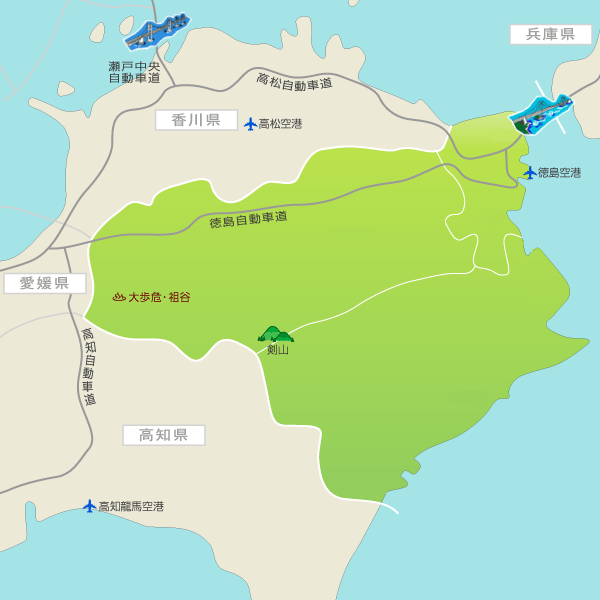 兵庫県
瀬戸中央
自動車道
高松自動車道
香川県
高松空港
徳島空港
徳島自動車道
愛媛県
大歩危・祖谷
高知自動車道
剣山
高知県
高知龍馬空港